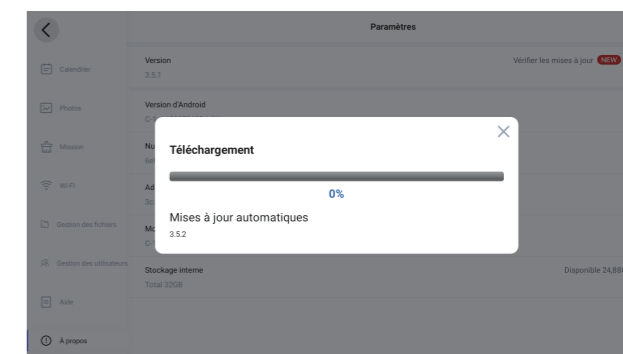 Paramètres
Calendrier
Photos
Mission
Wi-Fi
Gestion des fichiers
Gestion des utilisateurs
Aide
À propos
Version
3.5.1
Vérifier les mises à jour NEW
Version d'Android
Téléchargement
0%
Mises à jour automatiques
3.5.2
Stockage interne
Total 32GB
Disponible